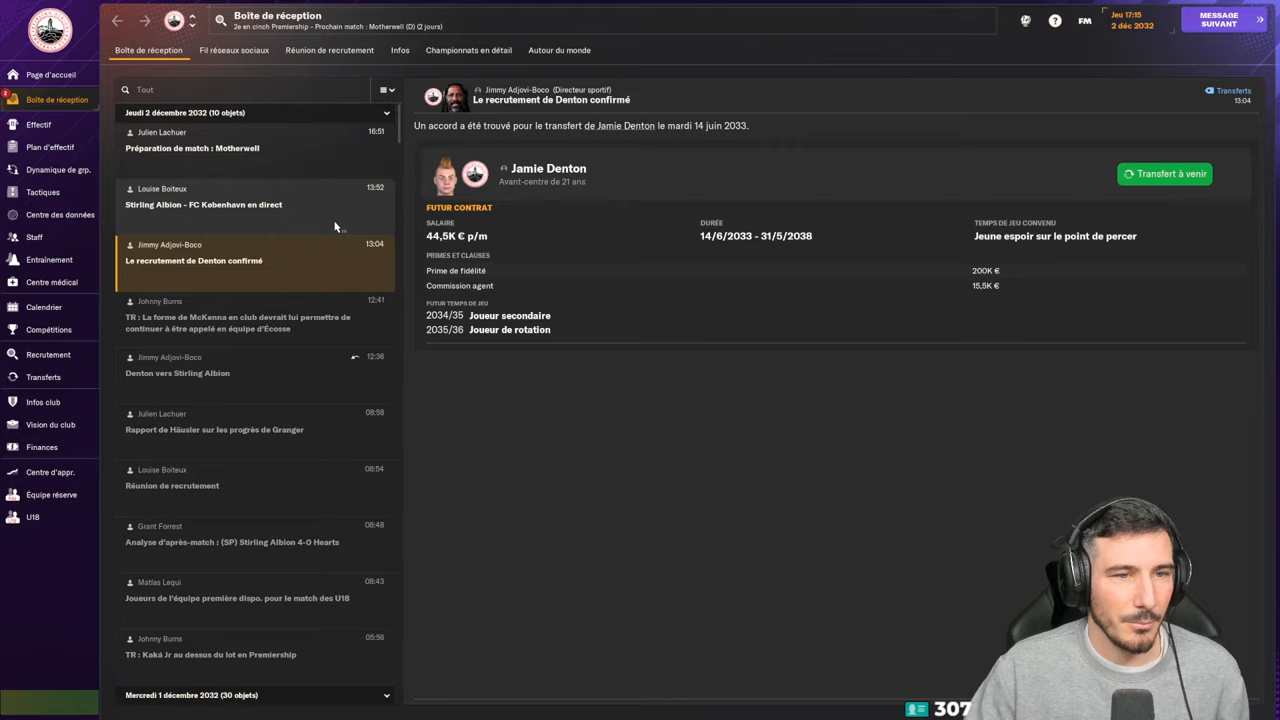 Boîte de réception
2e en cinch Premiership - Prochain match : Motherwell (D) (2 jours)
FM
Jeu 17:15
2 déc 2032
MESSAGE
SUIVANT
Boîte de réception
Fil réseaux sociaux
Réunion de recrutement
Infos
Championnats en détail
Autour du monde
Page d'accueil
3
Boîte de réception
Effectif
Plan d'effectif
Dynamique de grp.
Tactiques
Centre des données
Staff
Entraînement
Centre médical
Calendrier
Compétitions
Recrutement
Transferts
Infos club
Vision du club
Finances
Centre d'appr.
Équipe réserve
U18
Tout
Jeudi 2 décembre 2032 (10 objets)
Julien Lachuer
16:51
Préparation de match : Motherwell
Louise Boiteux
13:52
Stirling Albion - FC København en direct
Jimmy Adjovi-Boco
13:04
Le recrutement de Denton confirmé
Johnny Burns
12:41
TR : La forme de McKenna en club devrait lui permettre de
continuer à être appelé en équipe d'Écosse
Jimmy Adjovi-Boco
12:36
Denton vers Stirling Albion
Julien Lachuer
08:58
Rapport de Häusler sur les progrès de Granger
Louise Boiteux
08:54
Réunion de recrutement
Grant Forrest
08:48
Analyse d'après-match : (SP) Stirling Albion 4-0 Hearts
Matías Lequi
08:43
Joueurs de l'équipe première dispo. pour le match des U18
Johnny Burns
05:56
TR : Kaká Jr au dessus du lot en Premiership
Mercredi 1 décembre 2032 (30 objets)
Jimmy Adjovi-Boco (Directeur sportif)
Le recrutement de Denton confirmé
Transferts
13:04
Un accord a été trouvé pour le transfert de Jamie Denton le mardi 14 juin 2033.
Jamie Denton
Avant-centre de 21 ans
Transfert à venir
FUTUR CONTRAT
SALAIRE
44,5K € p/m
DURÉE
14/6/2033 - 31/5/2038
TEMPS DE JEU CONVENU
Jeune espoir sur le point de percer
PRIMES ET CLAUSES
Prime de fidélité
200K €
Commission agent
15,5K €
FUTUR TEMPS DE JEU
2034/35 Joueur secondaire
2035/36 Joueur de rotation
307